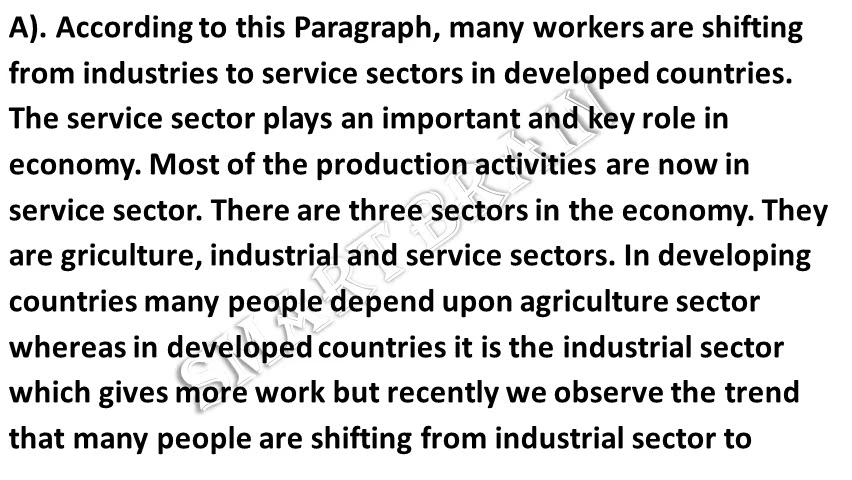 A). According to this Paragraph, many workers are shifting
from industries to service sectors in developed countries.
The service sector plays an important and key role in
economy. Most of the production activities are now in
service sector. There are three sectors in the economy. They
are griculture, industrial and service sectors. In developing
countries many people depend upon agriculture sector
whereas in developed countries it is the industrial sector
which gives more work but recently we observe the trend
that many people are shifting from industrial sector to
SMART BRAIN